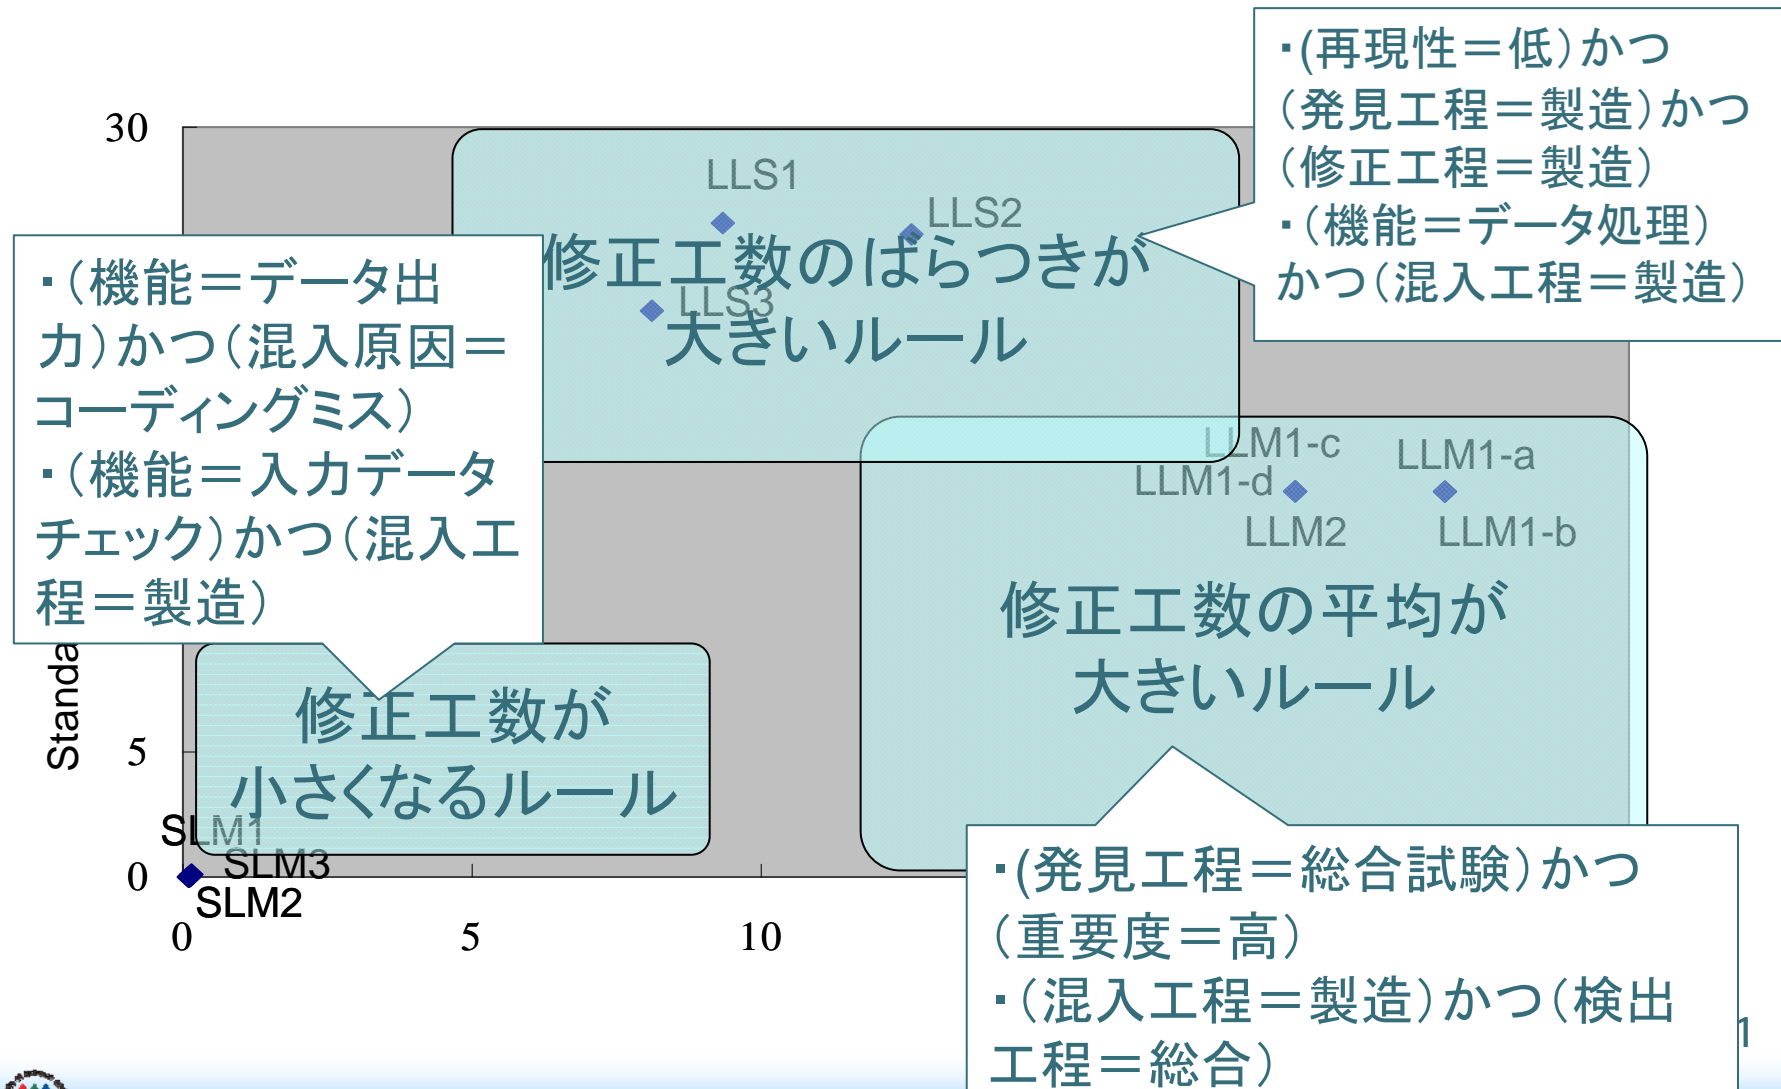 ・(再現性＝低)かつ
(発見工程＝製造)かつ
(修正工程＝製造)
・(機能＝データ処理)
かつ(混入工程＝製造)
30
LLS1
LLS2
LLS3
修正工数のばらつきが
大きいルール
・(機能＝データ出
力)かつ(混入原因＝
コーディングミス)
・(機能＝入力データ
チェック)かつ(混入工
程＝製造)
LLM1-c
LLM1-a
LLM1-d
LLM2
LLM1-b
修正工数の平均が
大きいルール
Standa
5
修正工数が
小さくなるルール
SLM1
SLM3
0
SLM2
0
5
10
・(発見工程＝総合試験)かつ
(重要度＝高)
・(混入工程＝製造)かつ(検出
工程＝総合)
1